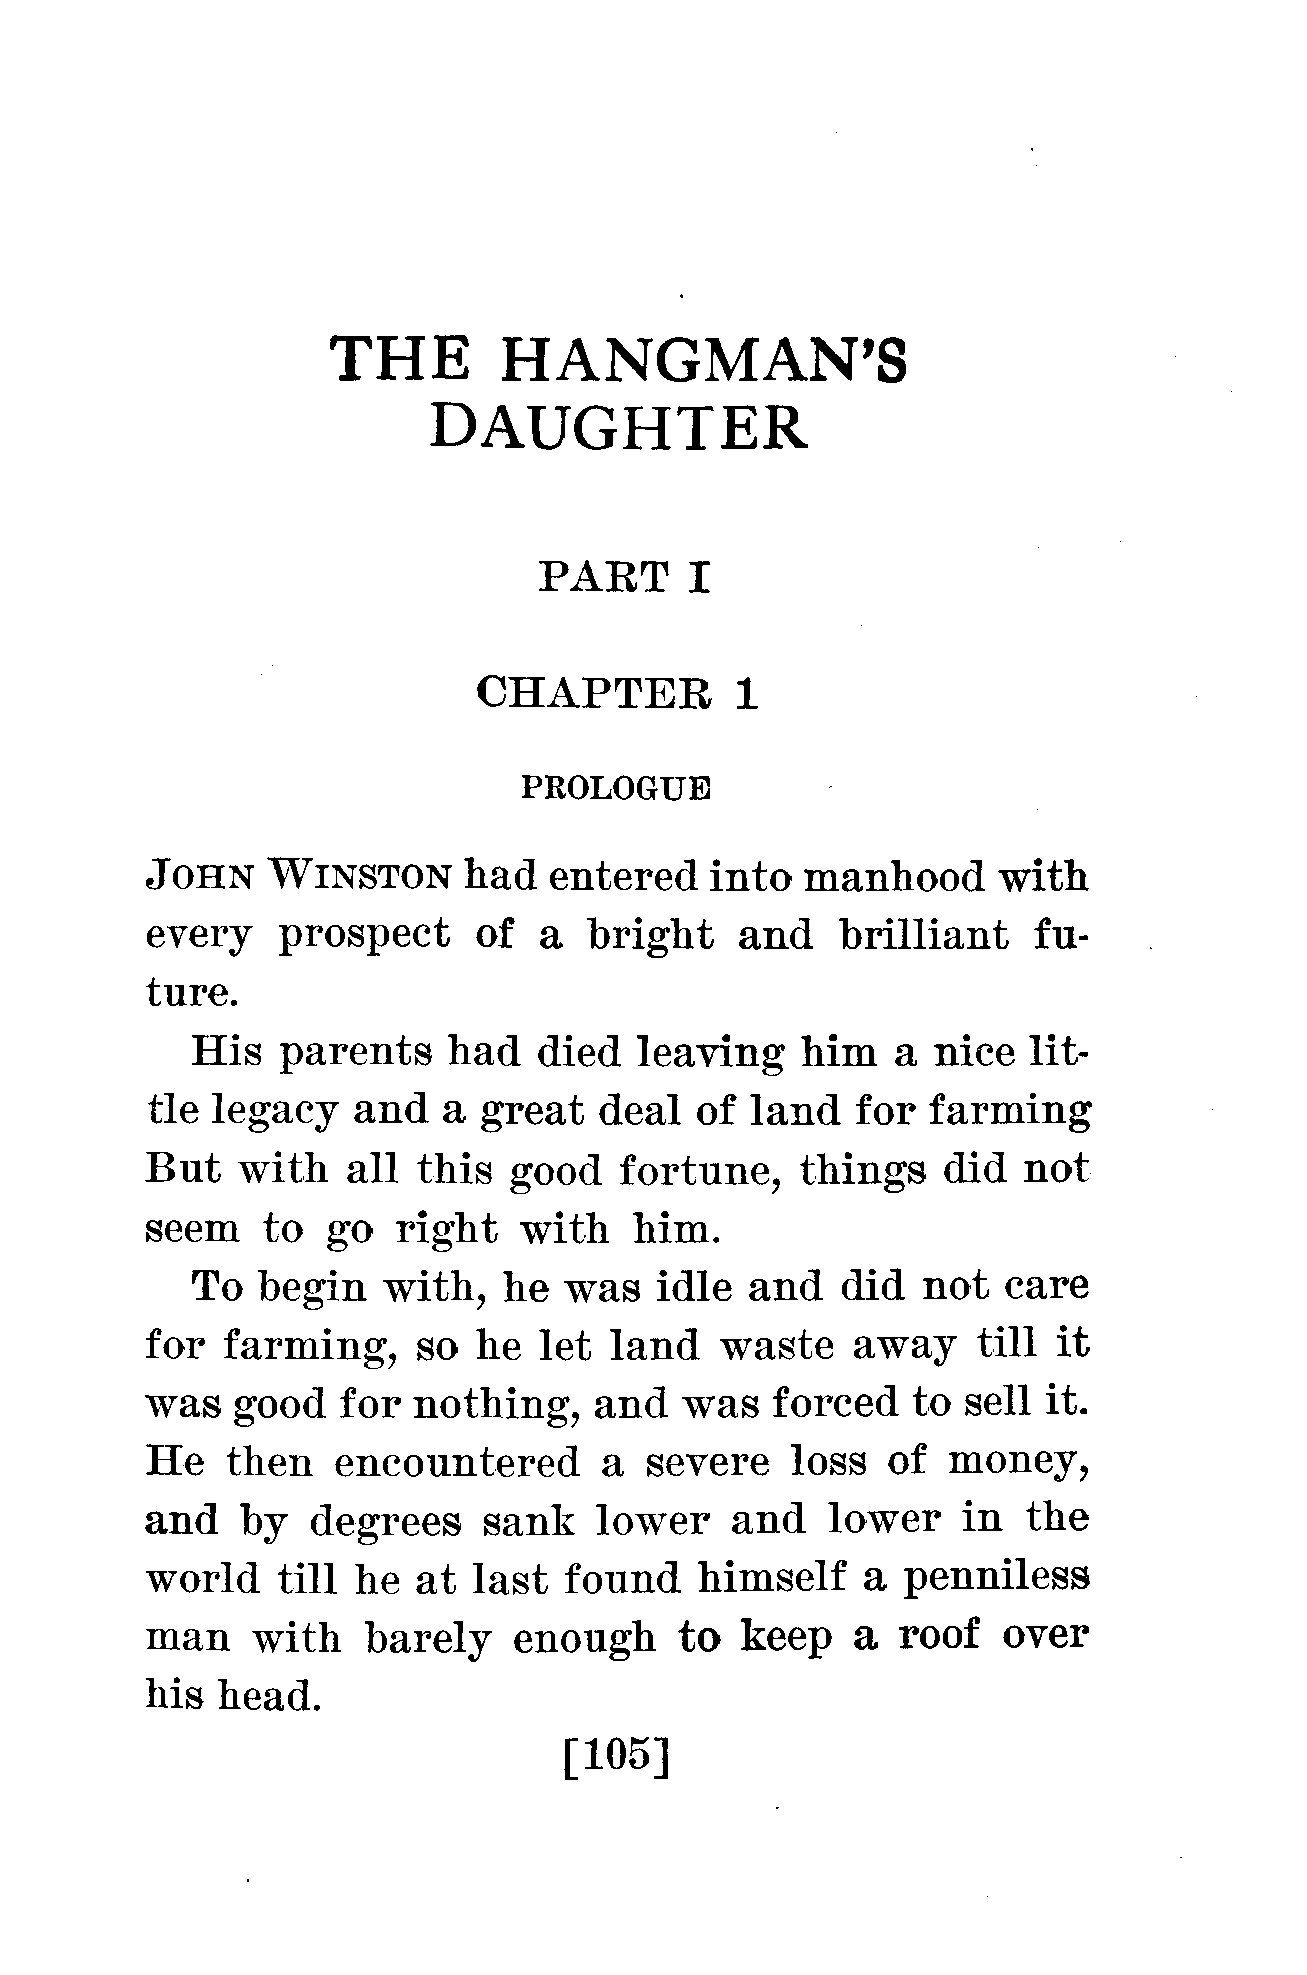 THE HANGMAN'S
DAUGHTER
PART I
CHAPTER 1
PROLOGUE
JOHN WINSTON had entered into manhood with
every prospect of a bright and brilliant fu-
ture.
His parents had died leaving him a nice lit-
tle legacy and a great deal of land for farming
But with all this good fortune, things did not
seem to go right with him.
To begin with, he was idle and did not care
for farming, so he let land waste away till it
was good for nothing, and was forced to sell it.
He then encountered a severe loss of money,
and by degrees sank lower and lower in the
world till he at last found himself a penniless
man with barely enough to keep a roof over
his head.
[105]